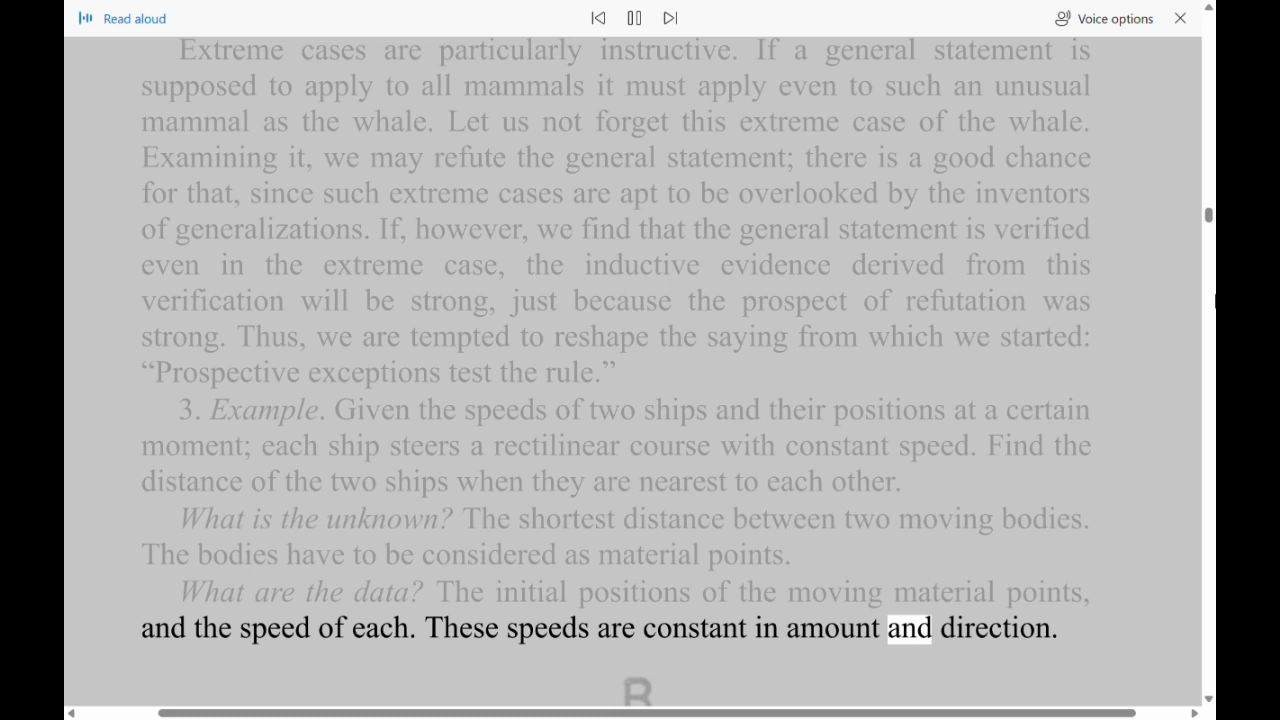 Read aloud
Voice options
Extreme cases are particularly instructive. If a general statement is
supposed to apply to all mammals it must apply even to such an unusual
mammal as the whale. Let us not forget this extreme case of the whale.
Examining it, we may refute the general statement; there is a good chance
for that, since such extreme cases are apt to be overlooked by the inventors
of generalizations. If, however, we find that the general statement is verified
even in the extreme case, the inductive evidence derived from this
verification will be strong, just because the prospect of refutation was
strong. Thus, we are tempted to reshape the saying from which we started:
“Prospective exceptions test the rule.”
3. Example. Given the speeds of two ships and their positions at a certain
moment; each ship steers a rectilinear course with constant speed. Find the
distance of the two ships when they are nearest to each other.
What is the unknown? The shortest distance between two moving bodies.
The bodies have to be considered as material points.
What are the data? The initial positions of the moving material points,
and the speed of each. These speeds are constant in amount and direction.